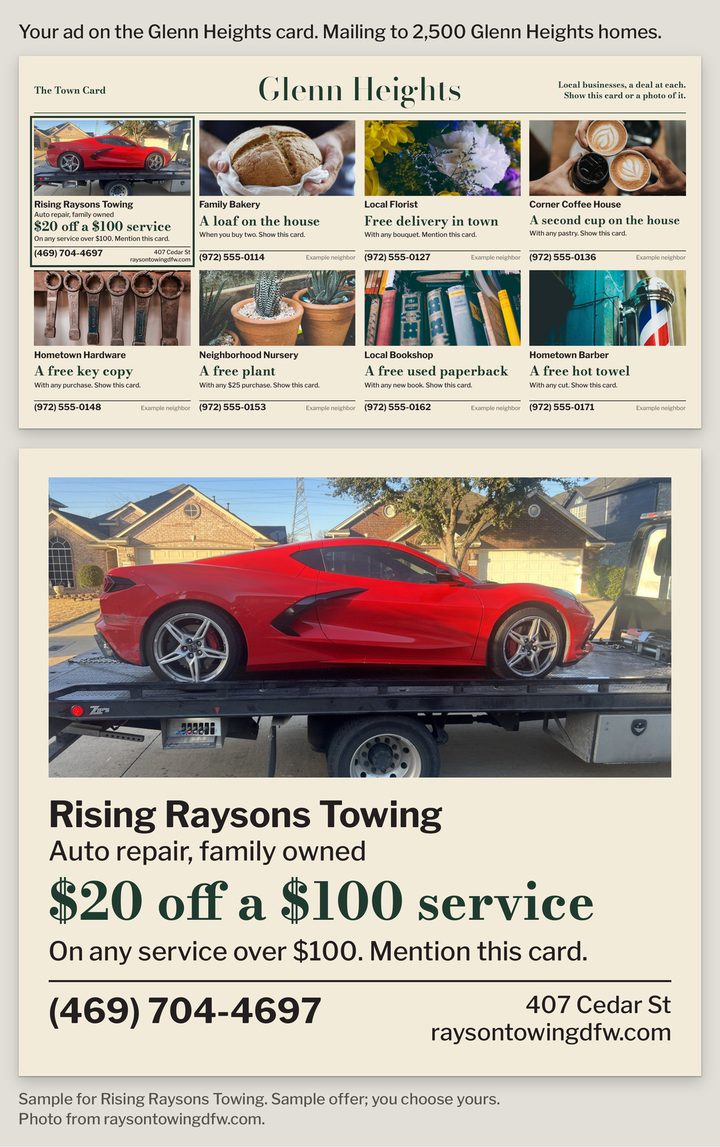 Your ad on the Glenn Heights card. Mailing to 2,500 Glenn Heights homes.
The Town Card
Glenn Heights
Local businesses, a deal at each.
Show this card or a photo of it.
Rising Raysons Towing
Auto repair, family owned
$20 off a $100 service
On any service over $100. Mention this card.
(469) 704-4697
407 Cedar St
raysontowingdfw.com
Family Bakery
A loaf on the house
When you buy two. Show this card.
(972) 555-0114
Example neighbor
Local Florist
Free delivery in town
With any bouquet. Mention this card.
(972) 555-0127
Example neighbor
Corner Coffee House
A second cup on the house
With any pastry. Show this card.
(972) 555-0136
Example neighbor
Hometown Hardware
A free key copy
With any purchase. Show this card.
(972) 555-0148
Example neighbor
Neighborhood Nursery
A free plant
With any $25 purchase. Show this card.
(972) 555-0153
Example neighbor
Local Bookshop
A free used paperback
With any new book. Show this card.
(972) 555-0162
Example neighbor
Hometown Barber
A free hot towel
With any cut. Show this card.
(972) 555-0171
Example neighbor
Rising Raysons Towing
Auto repair, family owned
$20 off a $100 service
On any service over $100. Mention this card.
(469) 704-4697
407 Cedar St
raysontowingdfw.com
Sample for Rising Raysons Towing. Sample offer; you choose yours.
Photo from raysontowingdfw.com.